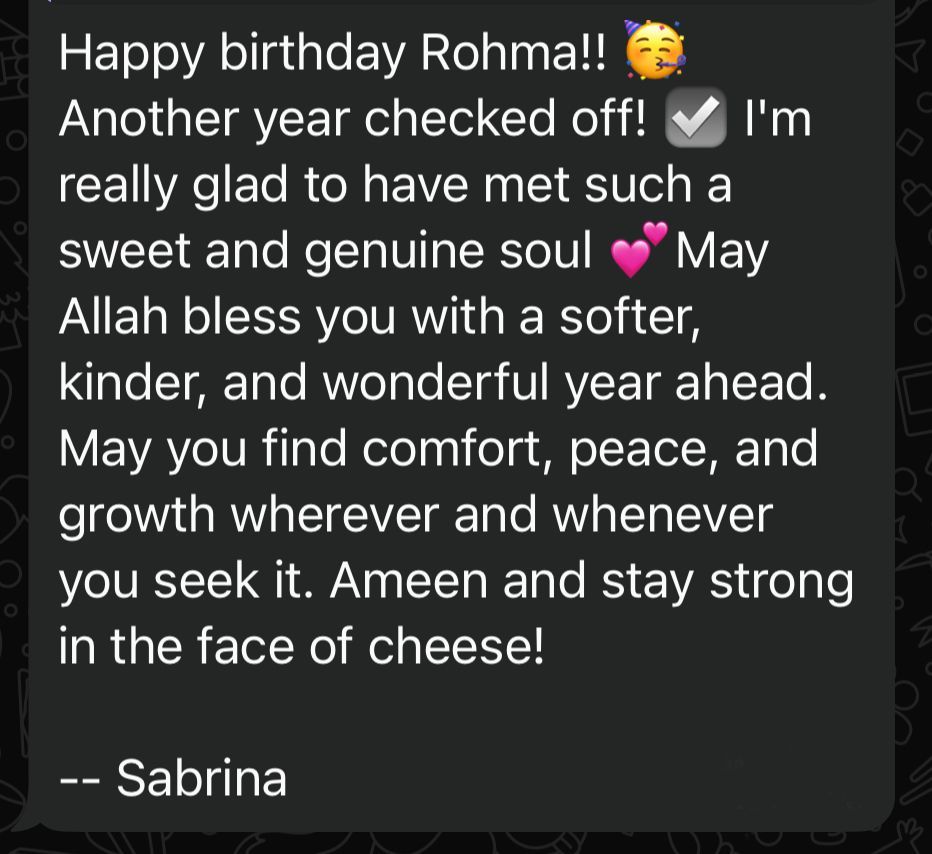 Happy birthday Rohma!! 🥳
Another year checked off! ☑️ I'm
really glad to have met such a
sweet and genuine soul 💕 May
Allah bless you with a softer,
kinder, and wonderful year ahead.
May you find comfort, peace, and
growth wherever and whenever
you seek it. Ameen and stay strong
in the face of cheese!
-- Sabrina